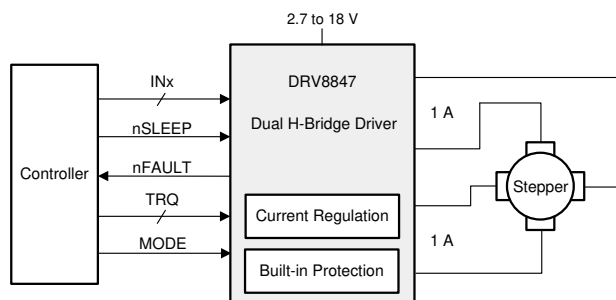 2.7 to 18 V
DRV8847
Dual H-Bridge Driver
Controller
INx
nSLEEP
nFAULT
TRQ
MODE
Current Regulation
Built-in Protection
1 A
1 A
Stepper